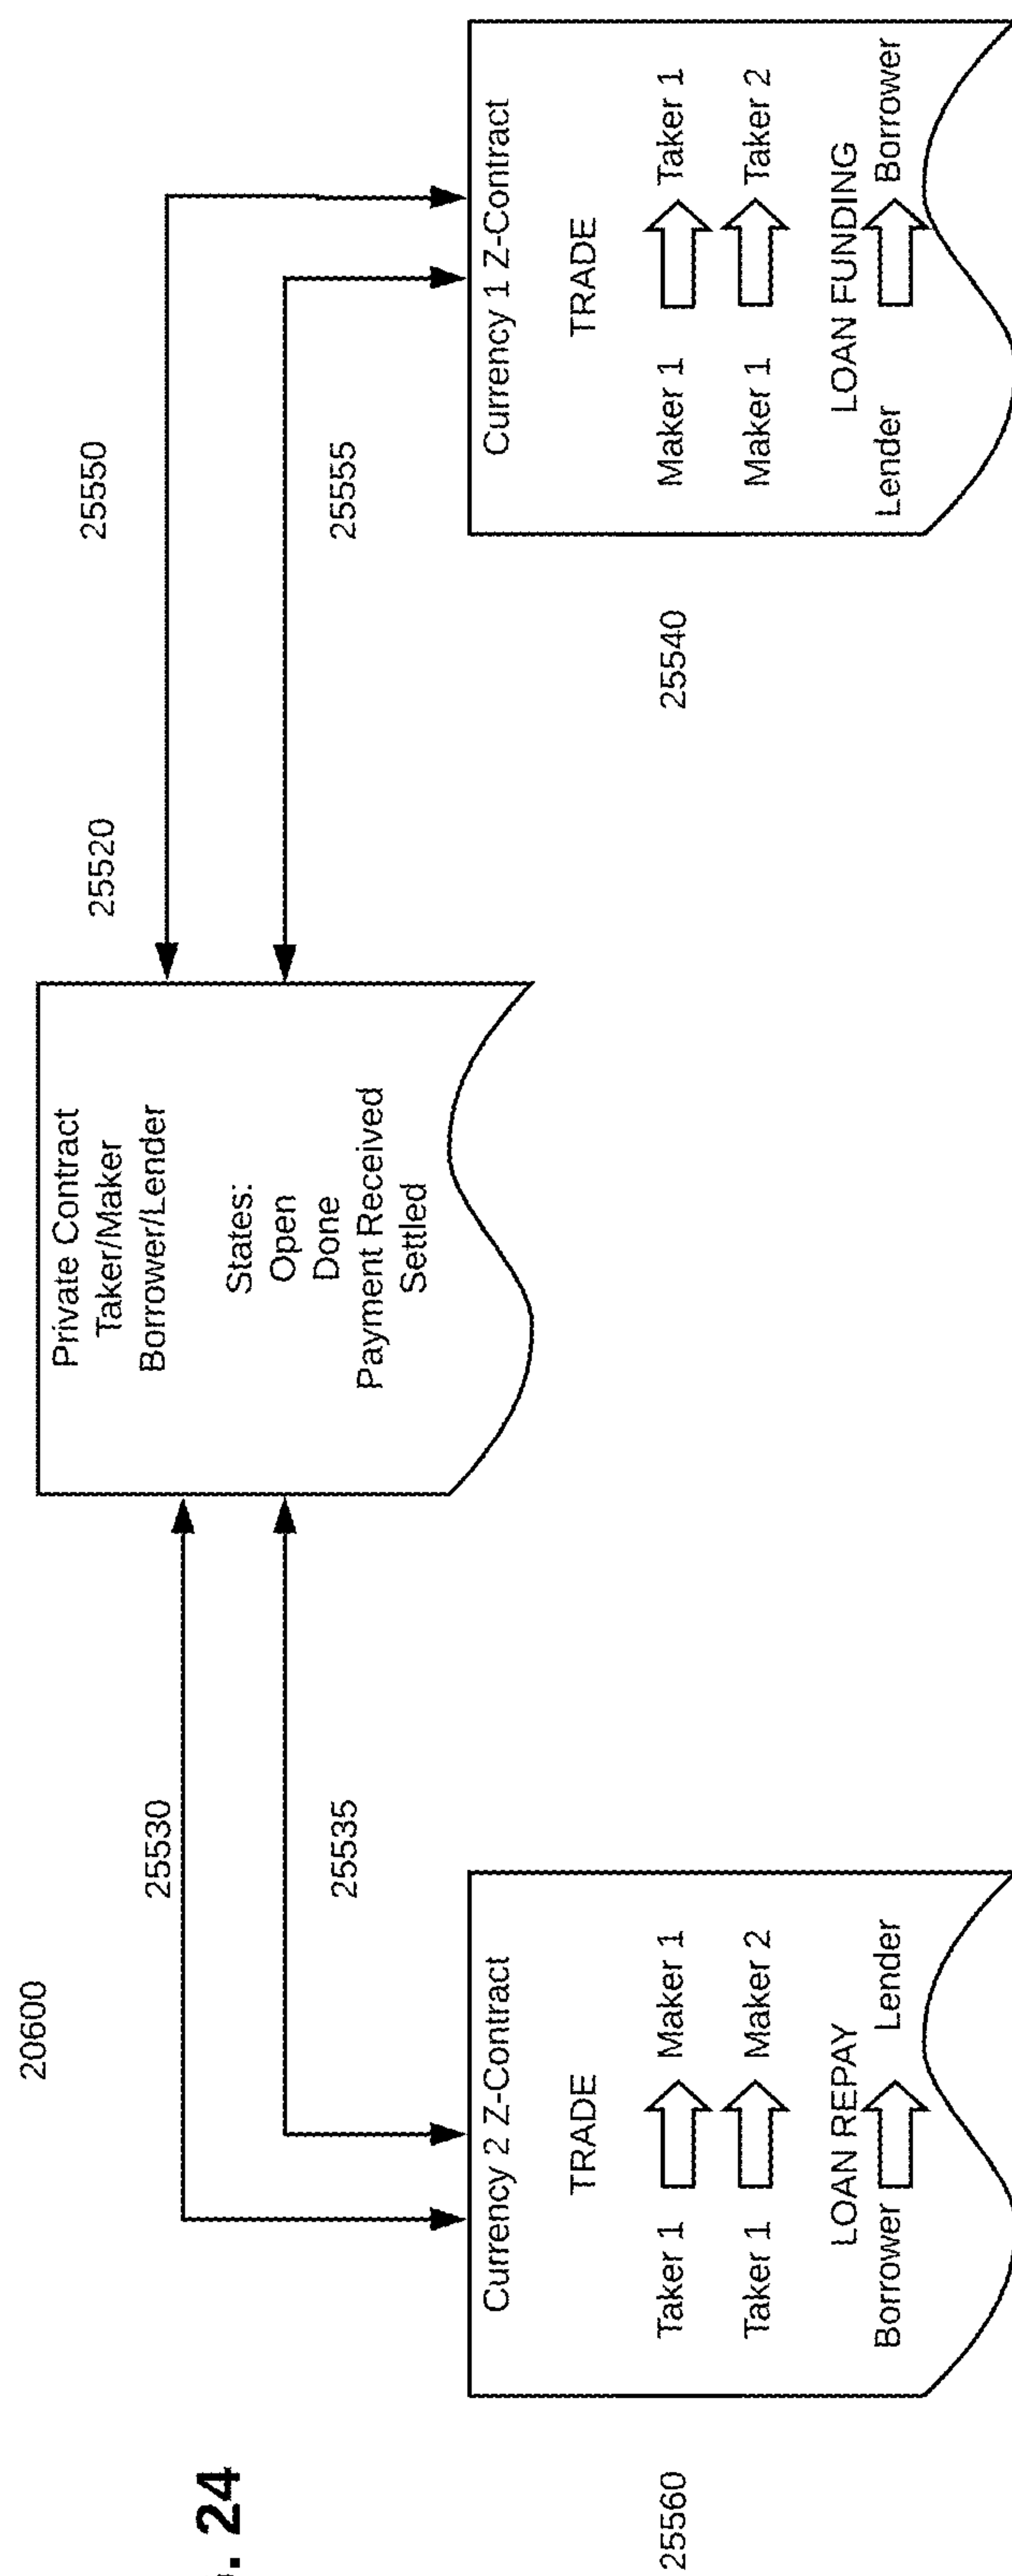 20600
. 24
25530
25535
Private Contract
Taker/Maker
Borrower/Lender
States:
Open
Done
Payment Received
Settled
25520
25550
25555
25560
Currency 2 Z-Contract
TRADE
Taker 1 Maker 1
Taker 1 Maker 2
LOAN REPAY
Borrower Lender
25540
Currency 1 Z-Contract
TRADE
Maker 1 Taker 1
Maker 1 Taker 2
LOAN FUNDING
Lender Borrower